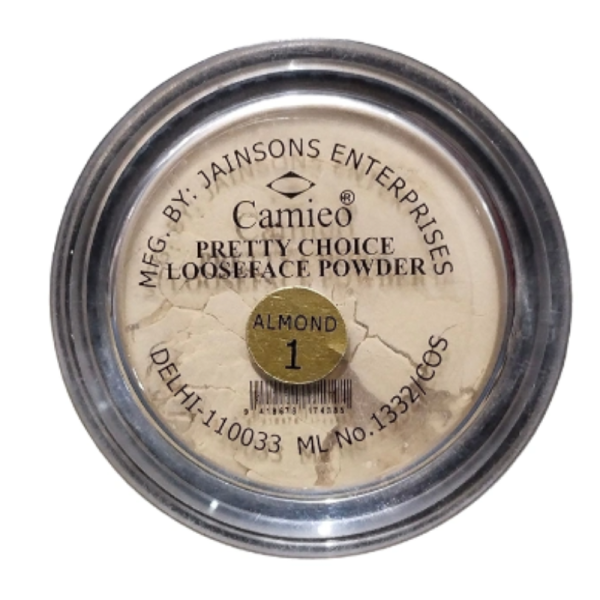 MFG. BY: JAINSONS ENTERPRISES
Camieo®
PRETTY CHOICE
LOOSEFACE POWDER
ALMOND
1
DELHI-110033 ML No.1332/COS